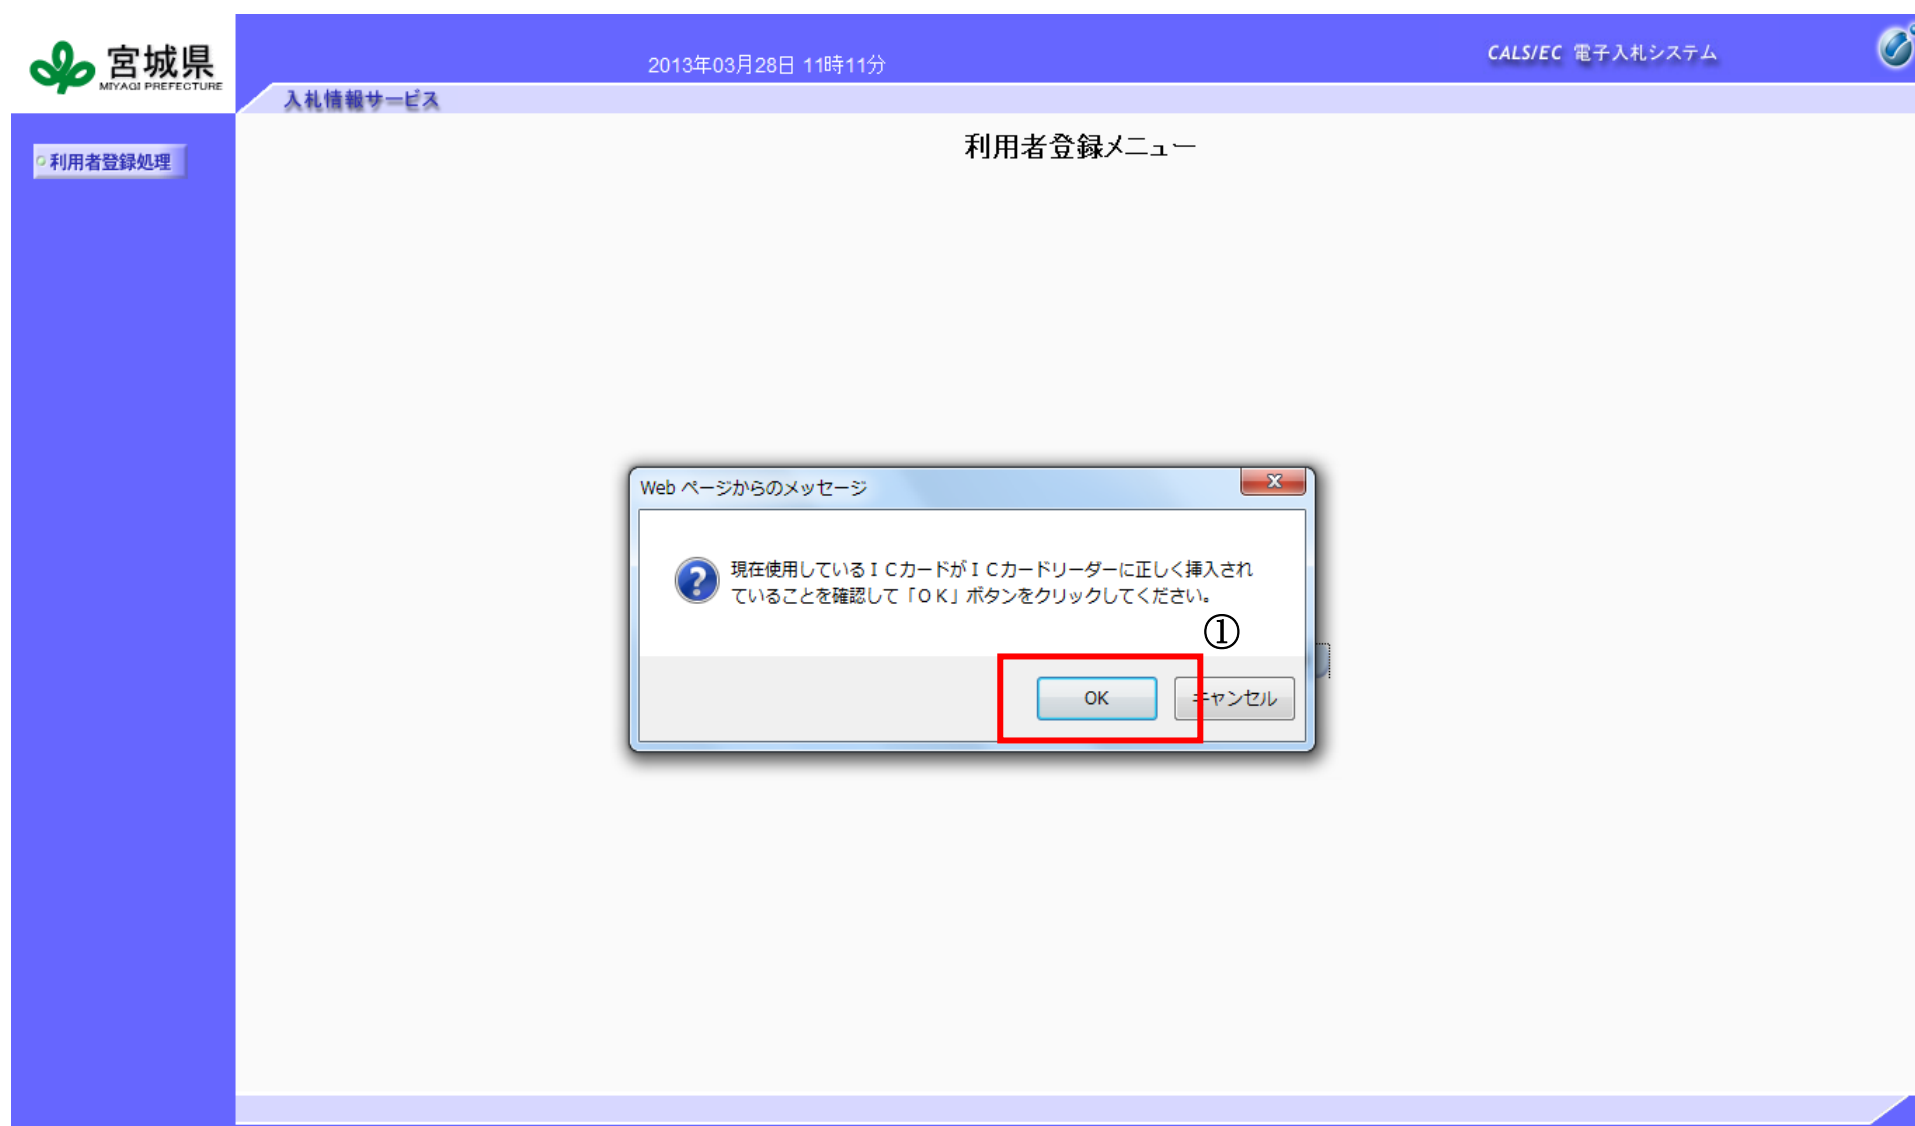 宮城県
MIYAGI PREFECTURE
2013年03月28日 11時11分
CALS/EC 電子入札システム
入札情報サービス
利用者登録処理
利用者登録メニュー
Web ページからのメッセージ
現在使用しているＩＣカードがＩＣカードリーダーに正しく挿入され
ていることを確認して「ＯＫ」ボタンをクリックしてください。
①
OK
キャンセル